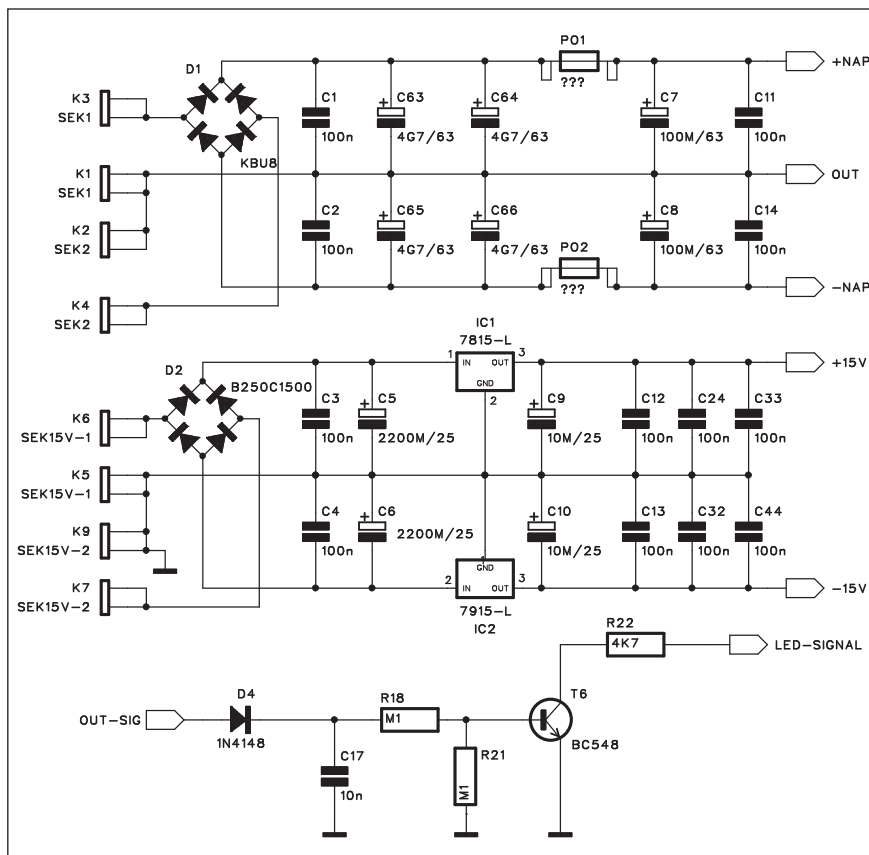 PO1
+NAP
D1
???
K3
SEK1
C1
100n
C63
4G7/63
C64
4G7/63
C7
100M/63
C11
100n
KBU8
K1
SEK1
OUT
K2
SEK2
C2
100n
C65
4G7/63
C66
4G7/63
PO2
???
C8
100M/63
C14
100n
-NAP
K4
SEK2
IC1
7815-L
1
IN
OUT
3
GND
2
+15V
D2
B250C1500
K6
SEK15V-1
C3
100n
C5
2200M/25
C9
10M/25
C12
100n
C24
100n
C33
100n
K5
SEK15V-1
K9
SEK15V-2
C4
100n
C6
2200M/25
C10
10M/25
C13
100n
C32
100n
C44
100n
K7
SEK15V-2
1
GND
2
IN
OUT
3
7915-L
IC2
-15V
R22
4K7
LED-SIGNAL
D4
OUT-SIG
1N4148
R18
M1
T6
BC548
C17
10n
R21
M1